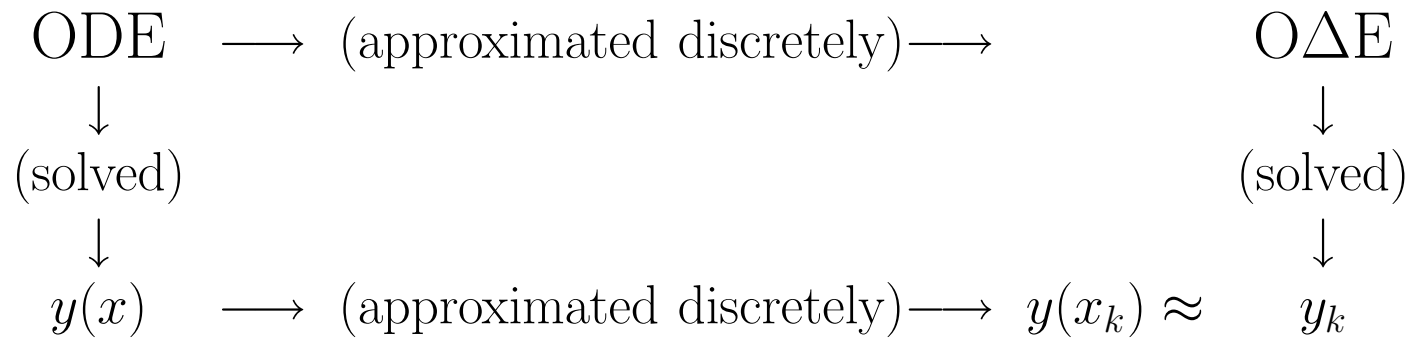 ODE ⟶ (approximated discretely) ⟶ OΔE
↓ ↓
(solved) (solved)
↓ ↓
y(x) ⟶ (approximated discretely) ⟶ y(x_k) ≈ y_k